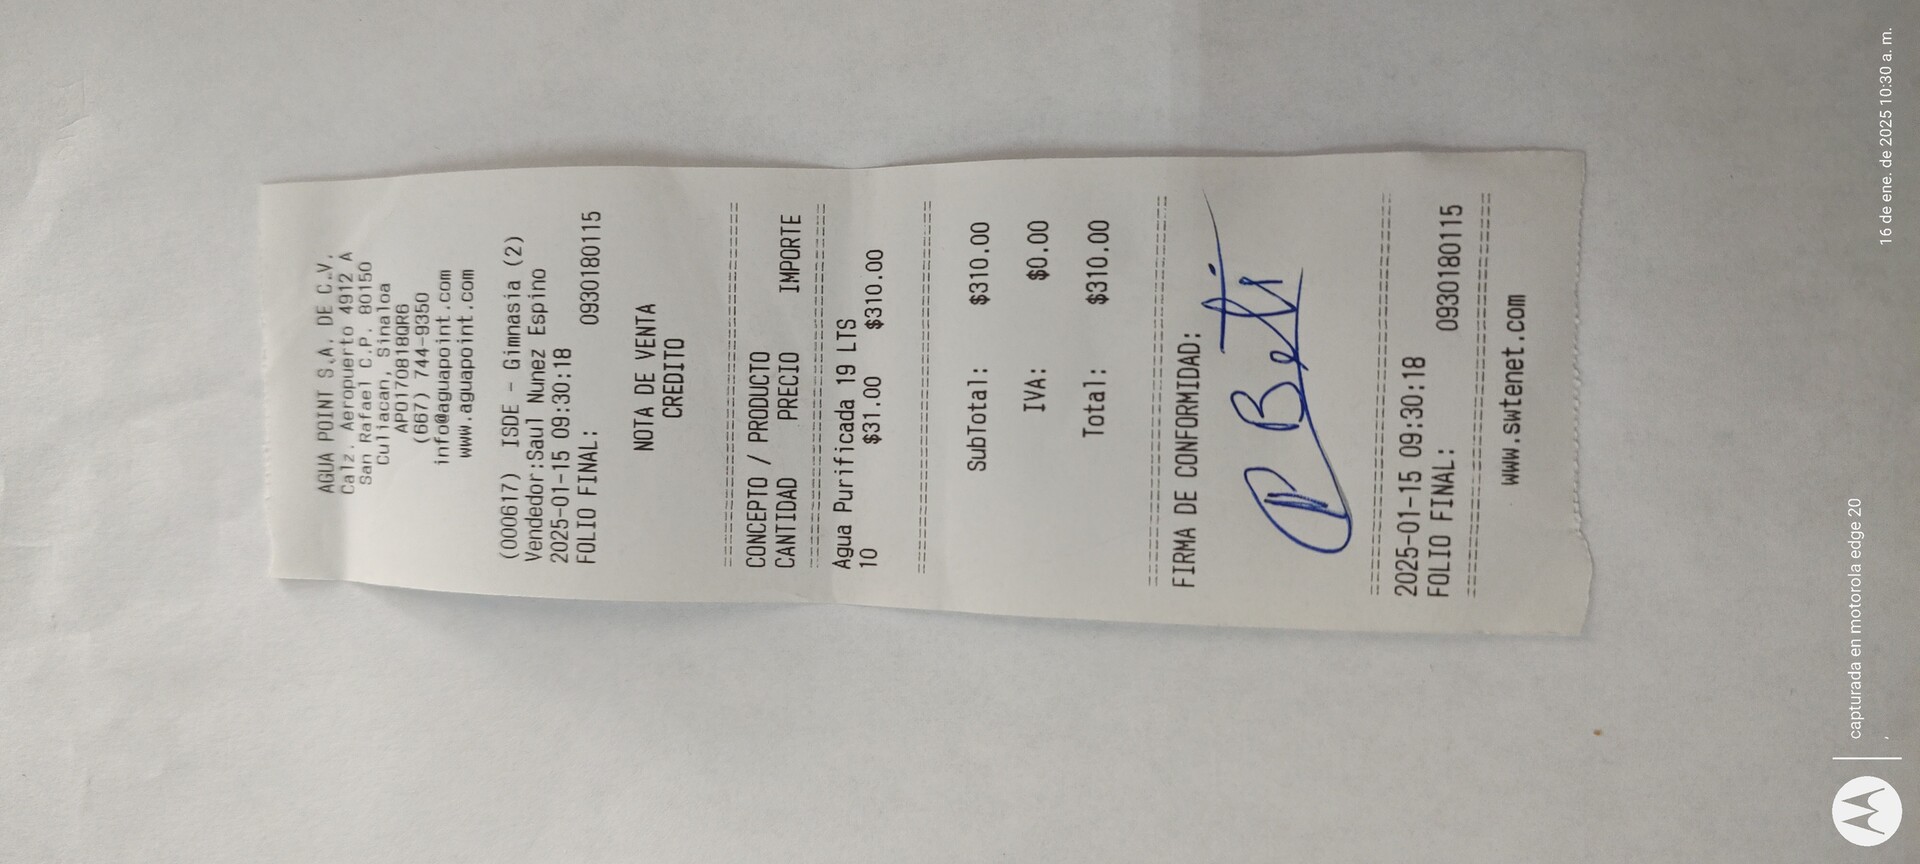 AGUA POINT S.A. DE C.V.
Calz. Aeropuerto 4912 A
San Rafael C.P. 80150
Culiacan, Sinaloa
APO170818QR6
(667) 744-9350
info@aguapoint.com
www.aguapoint.com
(000617) ISDE - Gimnasia (2)
Vendedor:Saul Nunez Espino
2025-01-15 09:30:18
FOLIO FINAL: 0930180115
NOTA DE VENTA
CREDITO
CONCEPTO / PRODUCTO
CANTIDAD PRECIO IMPORTE
Agua Purificada 19 LTS
10 $31.00 $310.00
SubTotal: $310.00
IVA: $0.00
Total: $310.00
FIRMA DE CONFORMIDAD:
P Betti
2025-01-15 09:30:18
FOLIO FINAL: 0930180115
www.swtenet.com
capturada en motorola edge 20
16 de ene. de 2025 10:30 a. m.